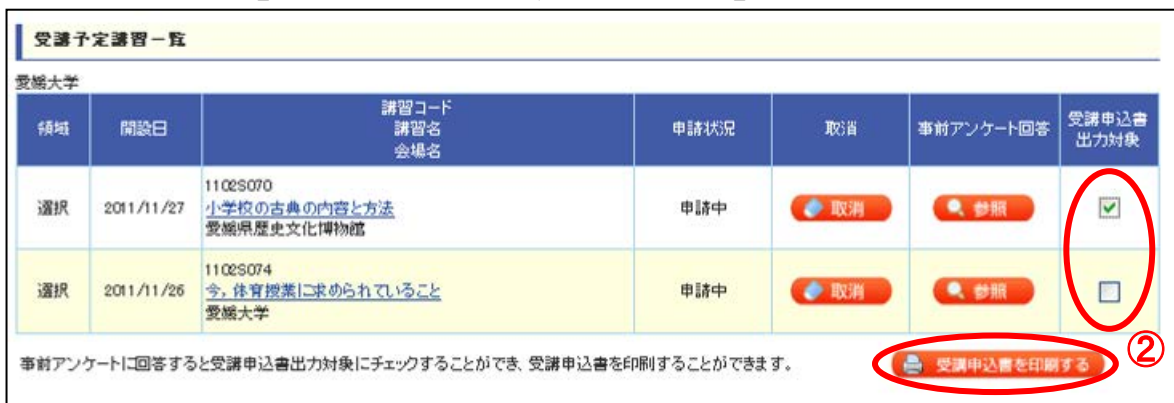 受講予定講習一覧
愛媛大学
領域 開設日 講習コード 講習名 会場名 申請状況 取消 事前アンケート回答 受講申込書出力対象
選択 2011/11/27 1102S070 申請中 取消 参照
小学校の古典の内容と方法
愛媛県歴史文化博物館
選択 2011/11/26 1102S074 申請中 取消 参照
今,体育授業に求められていること
愛媛大学
事前アンケートに回答すると受講申込書出力対象にチェックすることができ、受講申込書を印刷することができます。 受講申込書を印刷する ②